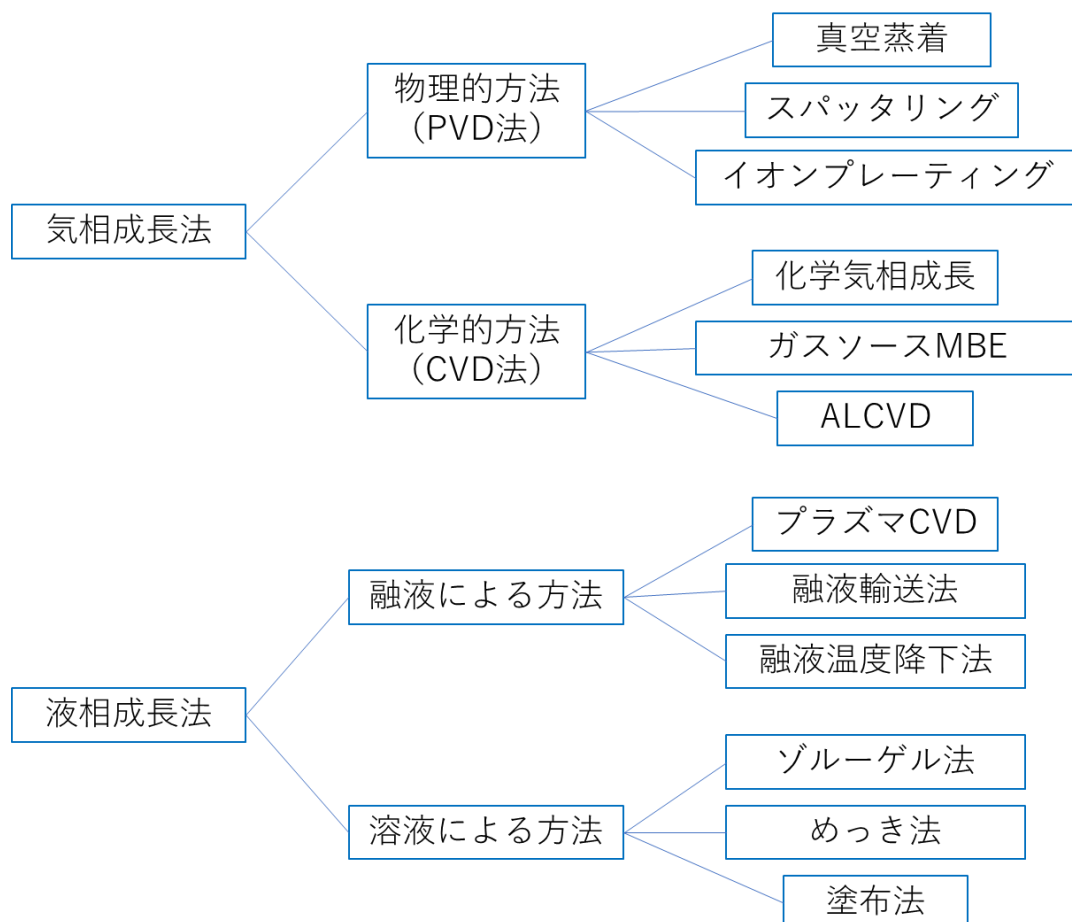 気相成長法
物理的方法
（PVD法）
真空蒸着
スパッタリング
イオンプレーティング
化学的方法
（CVD法）
化学気相成長
ガスソースMBE
ALCVD
液相成長法
融液による方法
プラズマCVD
融液輸送法
融液温度降下法
溶液による方法
ゾルーゲル法
めっき法
塗布法